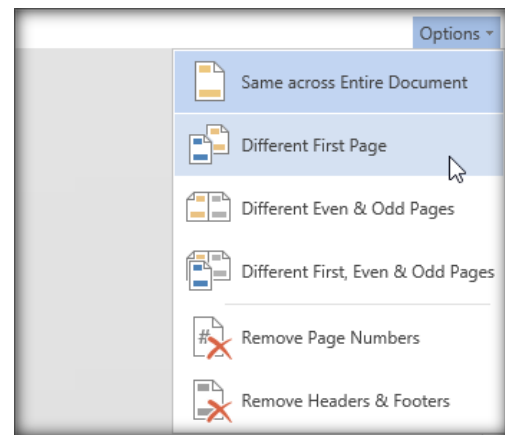 Options
Same across Entire Document
Different First Page
Different Even & Odd Pages
Different First, Even & Odd Pages
# Remove Page Numbers
Remove Headers & Footers